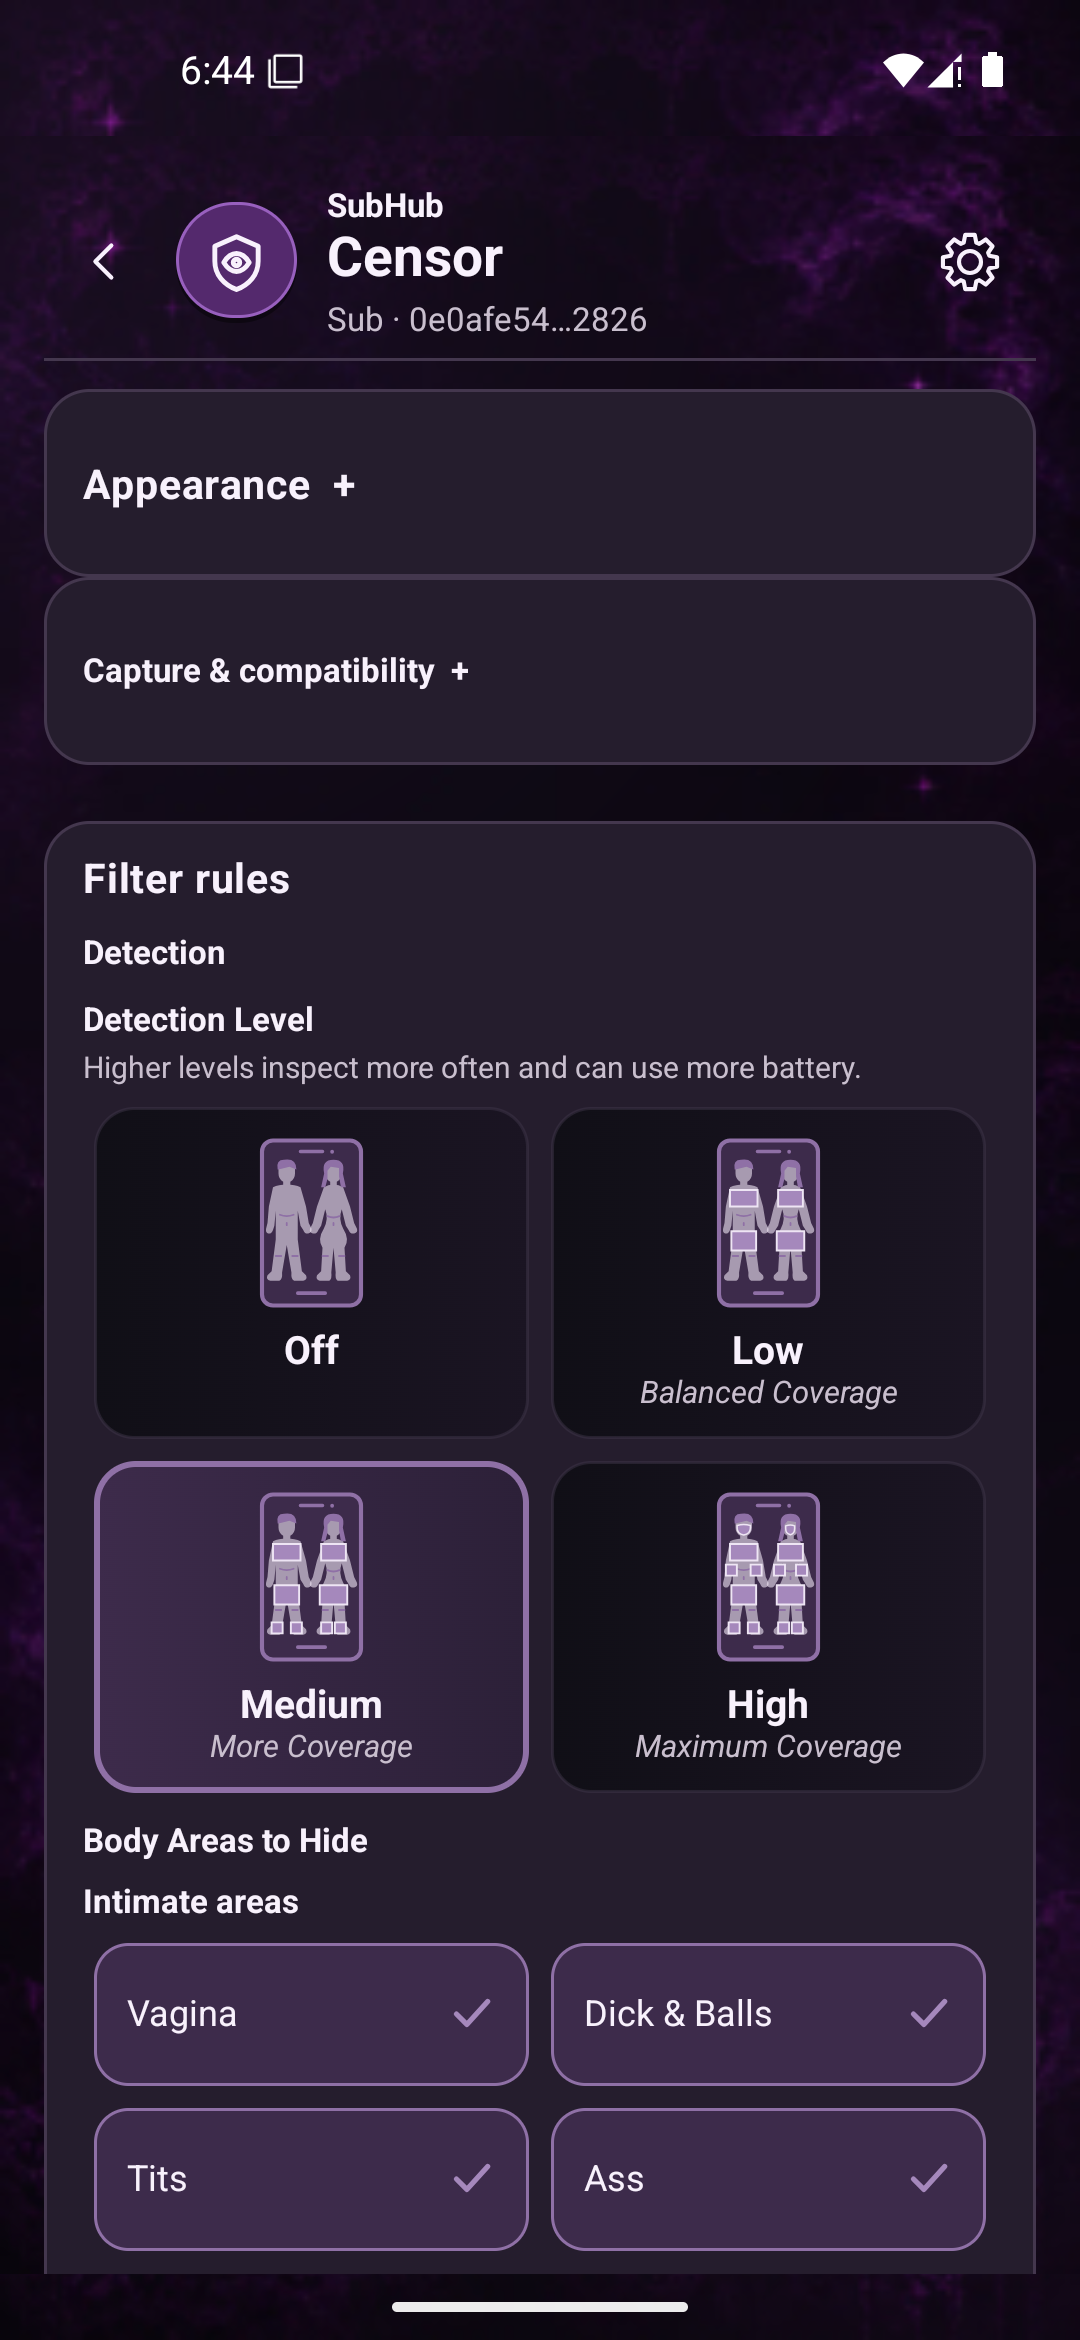 6:44
SubHub
Censor
Sub · 0e0afe54...2826
Appearance +
Capture & compatibility +
Filter rules
Detection
Detection Level
Higher levels inspect more often and can use more battery.
Off
Low
Balanced Coverage
Medium
More Coverage
High
Maximum Coverage
Body Areas to Hide
Intimate areas
Vagina
Dick & Balls
Tits
Ass